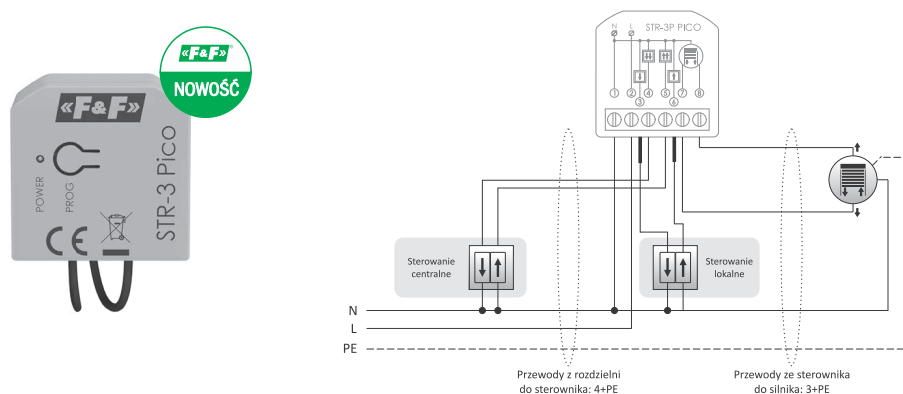 «F&F»
NOWOŚĆ
«F&F»
POWER
PROG
STR-3 PiCO
CE
N L STR-3P PICO
1 2 3 4 5 6 7 8
Sterowanie
centralne
Sterowanie
lokalne
N
L
PE
Przewody z rozdzielni
do sterownika: 4+PE
Przewody ze sterownika
do silnika: 3+PE